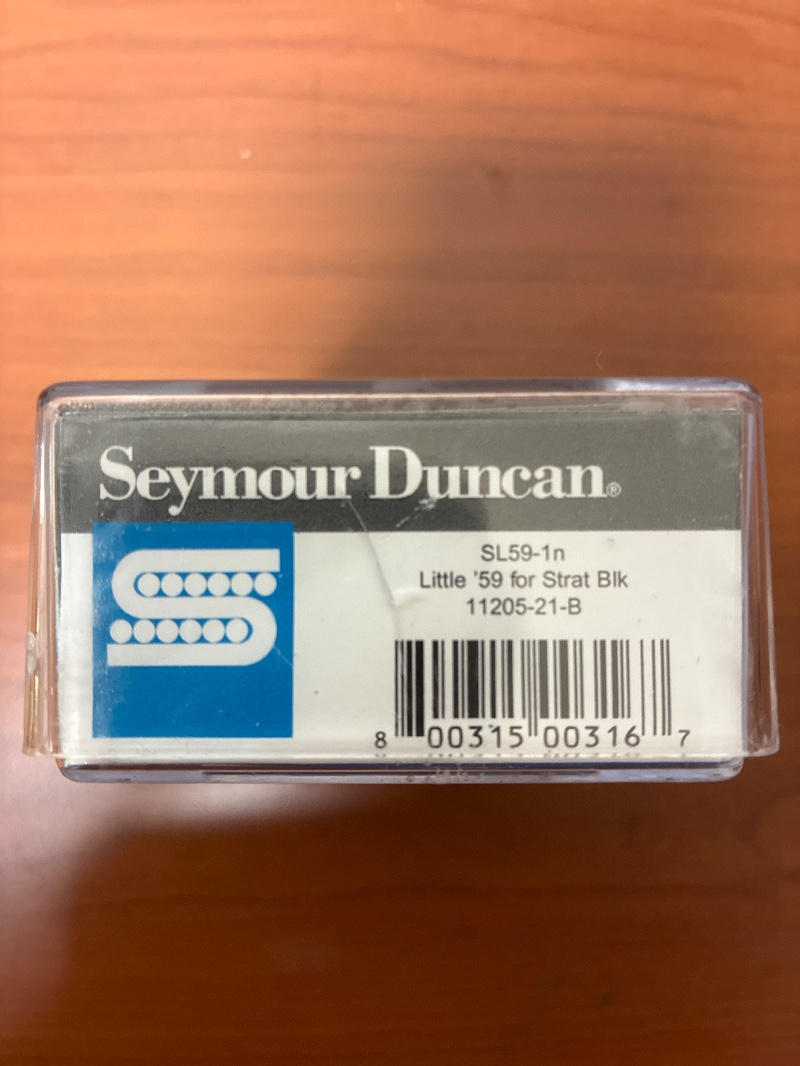 Seymour Duncan®
SL59-1n
Little '59 for Strat Blk
11205-21-B
8 00315 00316 7